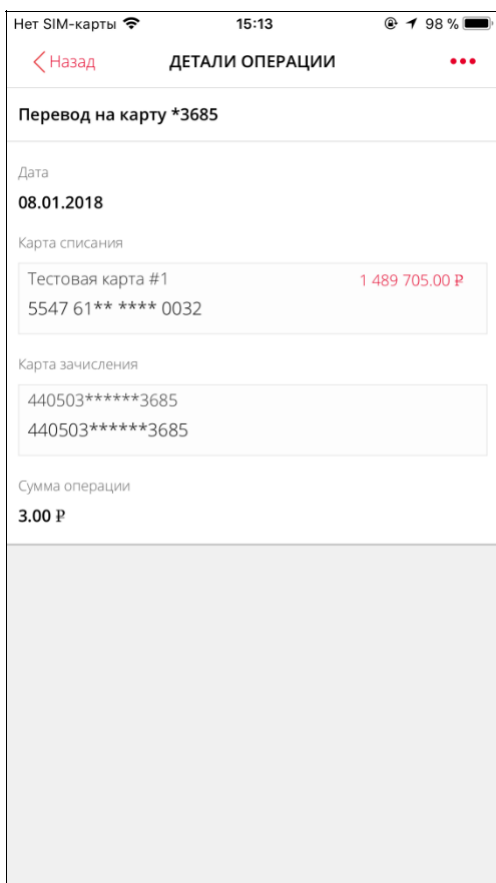 Нет SIM-карты 15:13 98 %
Назад ДЕТАЛИ ОПЕРАЦИИ
Перевод на карту *3685
Дата
08.01.2018
Карта списания
Тестовая карта #1 1 489 705.00 ₽
5547 61** **** 0032
Карта зачисления
440503******3685
440503******3685
Сумма операции
3.00 ₽